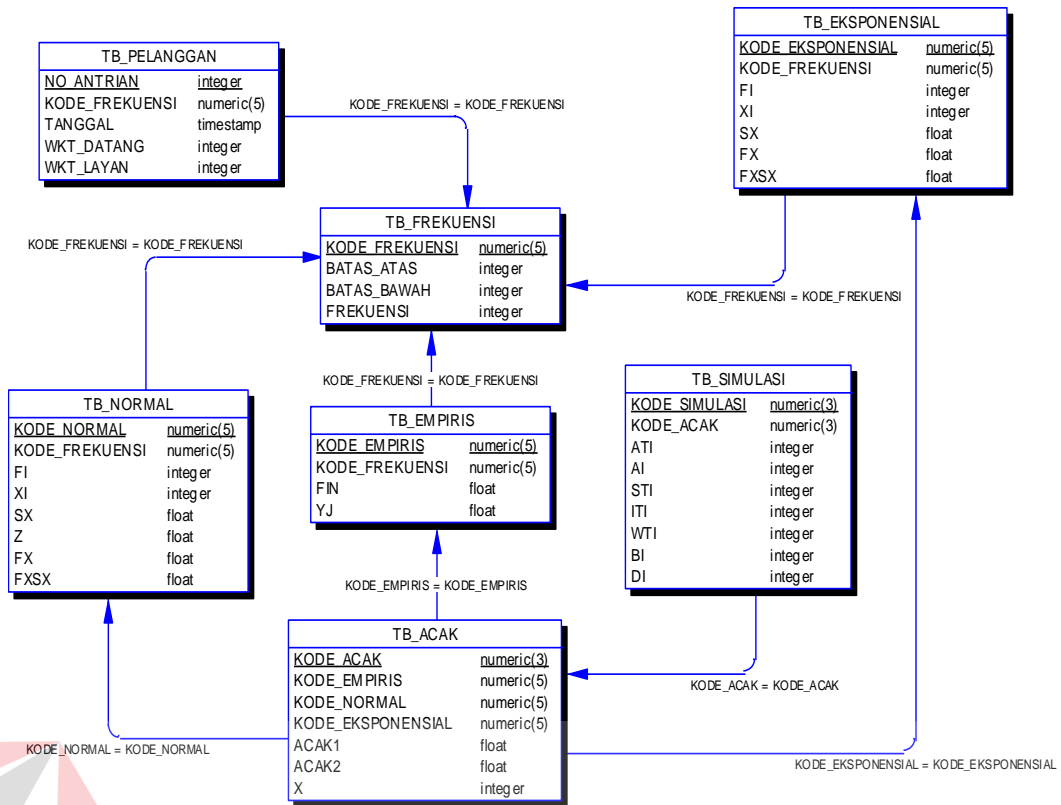 TB_PELANGGAN
NO_ANTRIAN integer
KODE_FREKUENSI numeric(5)
TANGGAL timestamp
WKT_DATANG integer
WKT_LAYAN integer
KODE_FREKUENSI = KODE_FREKUENSI
TB_EKSPONENSIAL
KODE_EKSPONENSIAL numeric(5)
KODE_FREKUENSI numeric(5)
FI integer
XI integer
SX float
FX float
FXSX float
TB_FREKUENSI
KODE_FREKUENSI numeric(5)
BATAS_ATAS integer
BATAS_BAWAH integer
FREKUENSI integer
KODE_FREKUENSI = KODE_FREKUENSI
KODE_FREKUENSI = KODE_FREKUENSI
KODE_FREKUENSI = KODE_FREKUENSI
TB_NORMAL
KODE_NORMAL numeric(5)
KODE_FREKUENSI numeric(5)
FI integer
XI integer
SX float
Z float
FX float
FXSX float
TB_EMPIRIS
KODE_EMPIRIS numeric(5)
KODE_FREKUENSI numeric(5)
FIN float
YJ float
TB_SIMULASI
KODE_SIMULASI numeric(3)
KODE_ACAK numeric(3)
ATI integer
AI integer
STI integer
ITI integer
WTI integer
BI integer
DI integer
KODE_EMPIRIS = KODE_EMPIRIS
TB_ACAK
KODE_ACAK numeric(3)
KODE_EMPIRIS numeric(5)
KODE_NORMAL numeric(5)
KODE_EKSPONENSIAL numeric(5)
ACAK1 float
ACAK2 float
X integer
KODE_ACAK = KODE_ACAK
KODE_NORMAL = KODE_NORMAL
KODE_EKSPONENSIAL = KODE_EKSPONENSIAL